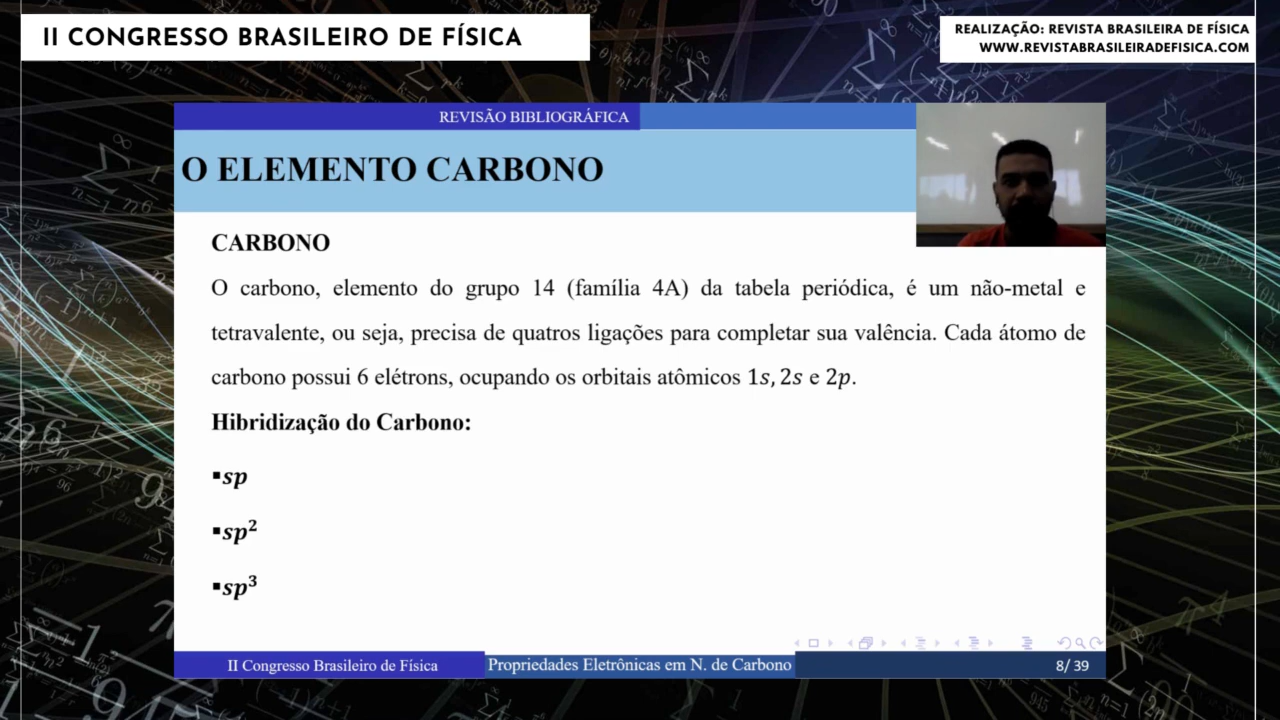 II CONGRESSO BRASILEIRO DE FÍSICA
REALIZAÇÃO: REVISTA BRASILEIRA DE FÍSICA
WWW.REVISTABRASILEIRADEFISICA.COM
REVISÃO BIBLIOGRÁFICA
O ELEMENTO CARBONO
CARBONO
O carbono, elemento do grupo 14 (família 4A) da tabela periódica, é um não-metal e
tetravalente, ou seja, precisa de quatros ligações para completar sua valência. Cada átomo de
carbono possui 6 elétrons, ocupando os orbitais atômicos 1s, 2s e 2p.
Hibridização do Carbono:
▪sp
▪sp²
▪sp³
II Congresso Brasileiro de Física
Propriedades Eletrônicas em N. de Carbono
8/ 39